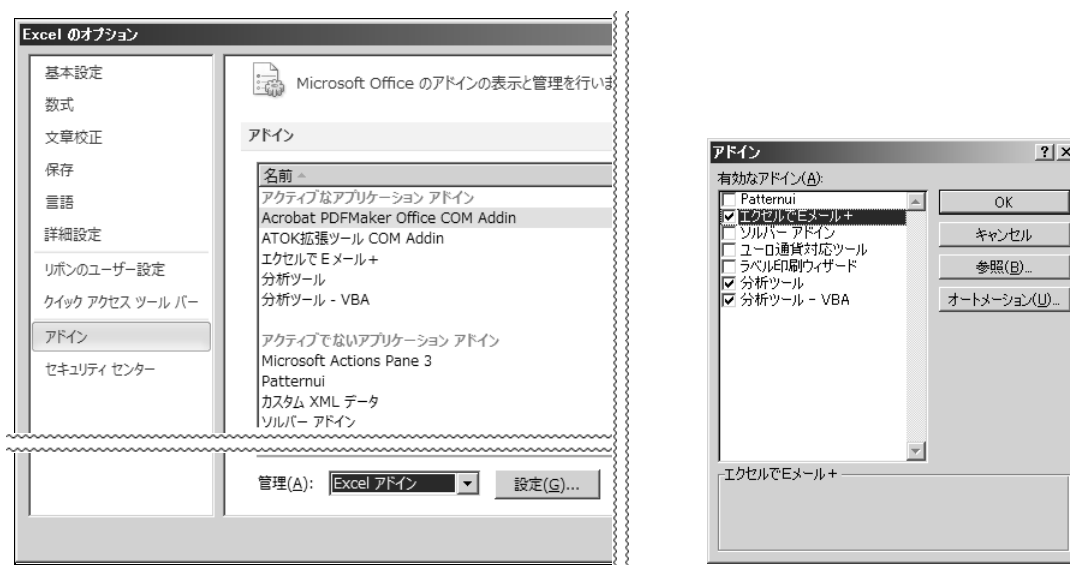 Excel のオプション
基本設定
数式
文章校正
保存
言語
詳細設定
リボンのユーザー設定
クイック アクセス ツール バー
アドイン
セキュリティ センター
Microsoft Office のアドインの表示と管理を行いま
アドイン
名前
アクティブなアプリケーション アドイン
Acrobat PDFMaker Office COM Addin
ATOK拡張ツール COM Addin
エクセルでEメール+
分析ツール
分析ツール - VBA
アクティブでないアプリケーション アドイン
Microsoft Actions Pane 3
Patternui
カスタム XML データ
ソルバー アドイン
管理(A): Excel アドイン 設定(G)...
アドイン
有効なアドイン(A):
Patternui
エクセルでEメール+
ソルバー アドイン
ユーロ通貨対応ツール
ラベル印刷ウィザード
分析ツール
分析ツール - VBA
OK
キャンセル
参照(B)...
オートメーション(U)...
エクセルでEメール+